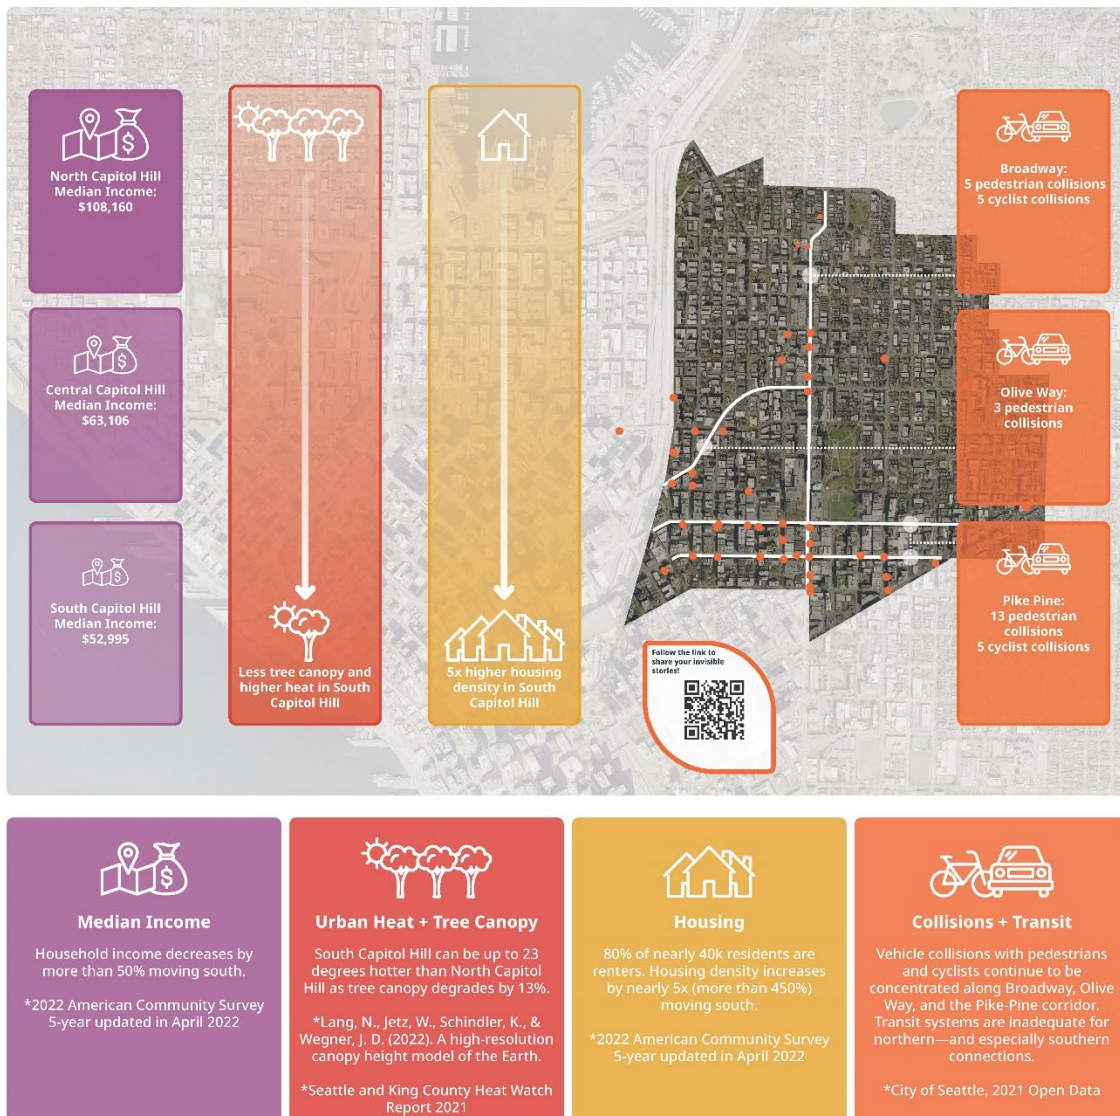 North Capitol Hill
Median Income:
$108,160
Central Capitol Hill
Median Income:
$63,106
South Capitol Hill
Median Income:
$52,995
Less tree canopy and
higher heat in South
Capitol Hill
5x higher housing
density in South
Capitol Hill
Follow the link to
share your invisible
stories!
Broadway:
5 pedestrian collisions
5 cyclist collisions
Olive Way:
3 pedestrian
collisions
Pike Pine:
13 pedestrian
collisions
5 cyclist collisions
Median Income
Household income decreases by
more than 50% moving south.
*2022 American Community Survey
5-year updated in April 2022
Urban Heat + Tree Canopy
South Capitol Hill can be up to 23
degrees hotter than North Capitol
Hill as tree canopy degrades by 13%.
*Lang, N., Jetz, W., Schindler, K., &
Wegner, J. D. (2022). A high-resolution
canopy height model of the Earth.
*Seattle and King County Heat Watch
Report 2021
Housing
80% of nearly 40k residents are
renters. Housing density increases
by nearly 5x (more than 450%)
moving south.
*2022 American Community Survey
5-year updated in April 2022
Collisions + Transit
Vehicle collisions with pedestrians
and cyclists continue to be
concentrated along Broadway, Olive
Way, and the Pike-Pine corridor.
Transit systems are inadequate for
northern—and especially southern
connections.
*City of Seattle, 2021 Open Data